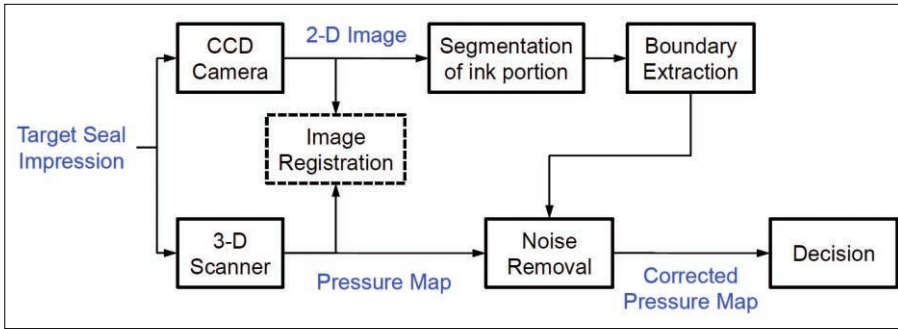 CCD
Camera
2-D Image
Segmentation
of ink portion
Boundary
Extraction
Target Seal
Impression
Image
Registration
3-D
Scanner
Pressure Map
Noise
Removal
Corrected
Pressure Map
Decision